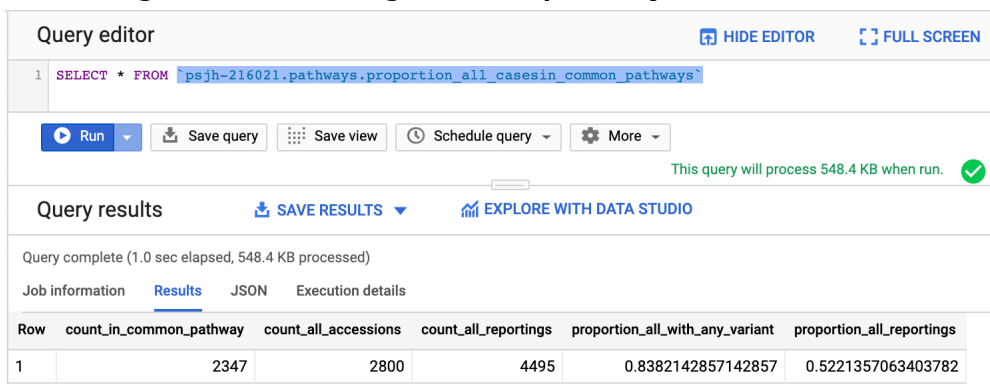 Query editor
HIDE EDITOR
FULL SCREEN
1 SELECT * FROM `psjh-216021.pathways.proportion_all_casesin_common_pathways`
Run Save query Save view Schedule query More
This query will process 548.4 KB when run.
Query results SAVE RESULTS EXPLORE WITH DATA STUDIO
Query complete (1.0 sec elapsed, 548.4 KB processed)
Job information Results JSON Execution details
Row count_in_common_pathway count_all_accessions count_all_reportings proportion_all_with_any_variant proportion_all_reportings
1 2347 2800 4495 0.8382142857142857 0.5221357063403782